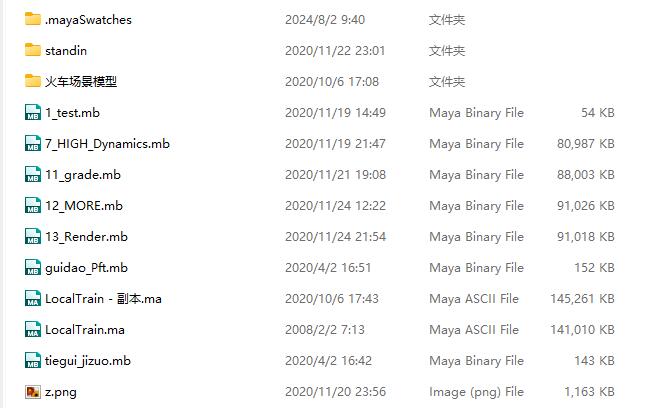 .mayaSwatches 2024/8/2 9:40 文件夹
standin 2020/11/22 23:01 文件夹
火车场景模型 2020/10/6 17:08 文件夹
1_test.mb 2020/11/19 14:49 Maya Binary File 54 KB
7_HIGH_Dynamics.mb 2020/11/19 21:47 Maya Binary File 80,987 KB
11_grade.mb 2020/11/21 19:08 Maya Binary File 88,003 KB
12_MORE.mb 2020/11/24 12:22 Maya Binary File 91,026 KB
13_Render.mb 2020/11/24 21:54 Maya Binary File 91,018 KB
guidao_Pft.mb 2020/4/2 16:51 Maya Binary File 152 KB
LocalTrain - 副本.ma 2020/10/6 17:43 Maya ASCII File 145,261 KB
LocalTrain.ma 2008/2/2 7:13 Maya ASCII File 141,010 KB
tiegui_jizuo.mb 2020/4/2 16:42 Maya Binary File 143 KB
z.png 2020/11/20 23:56 Image (png) File 1,163 KB